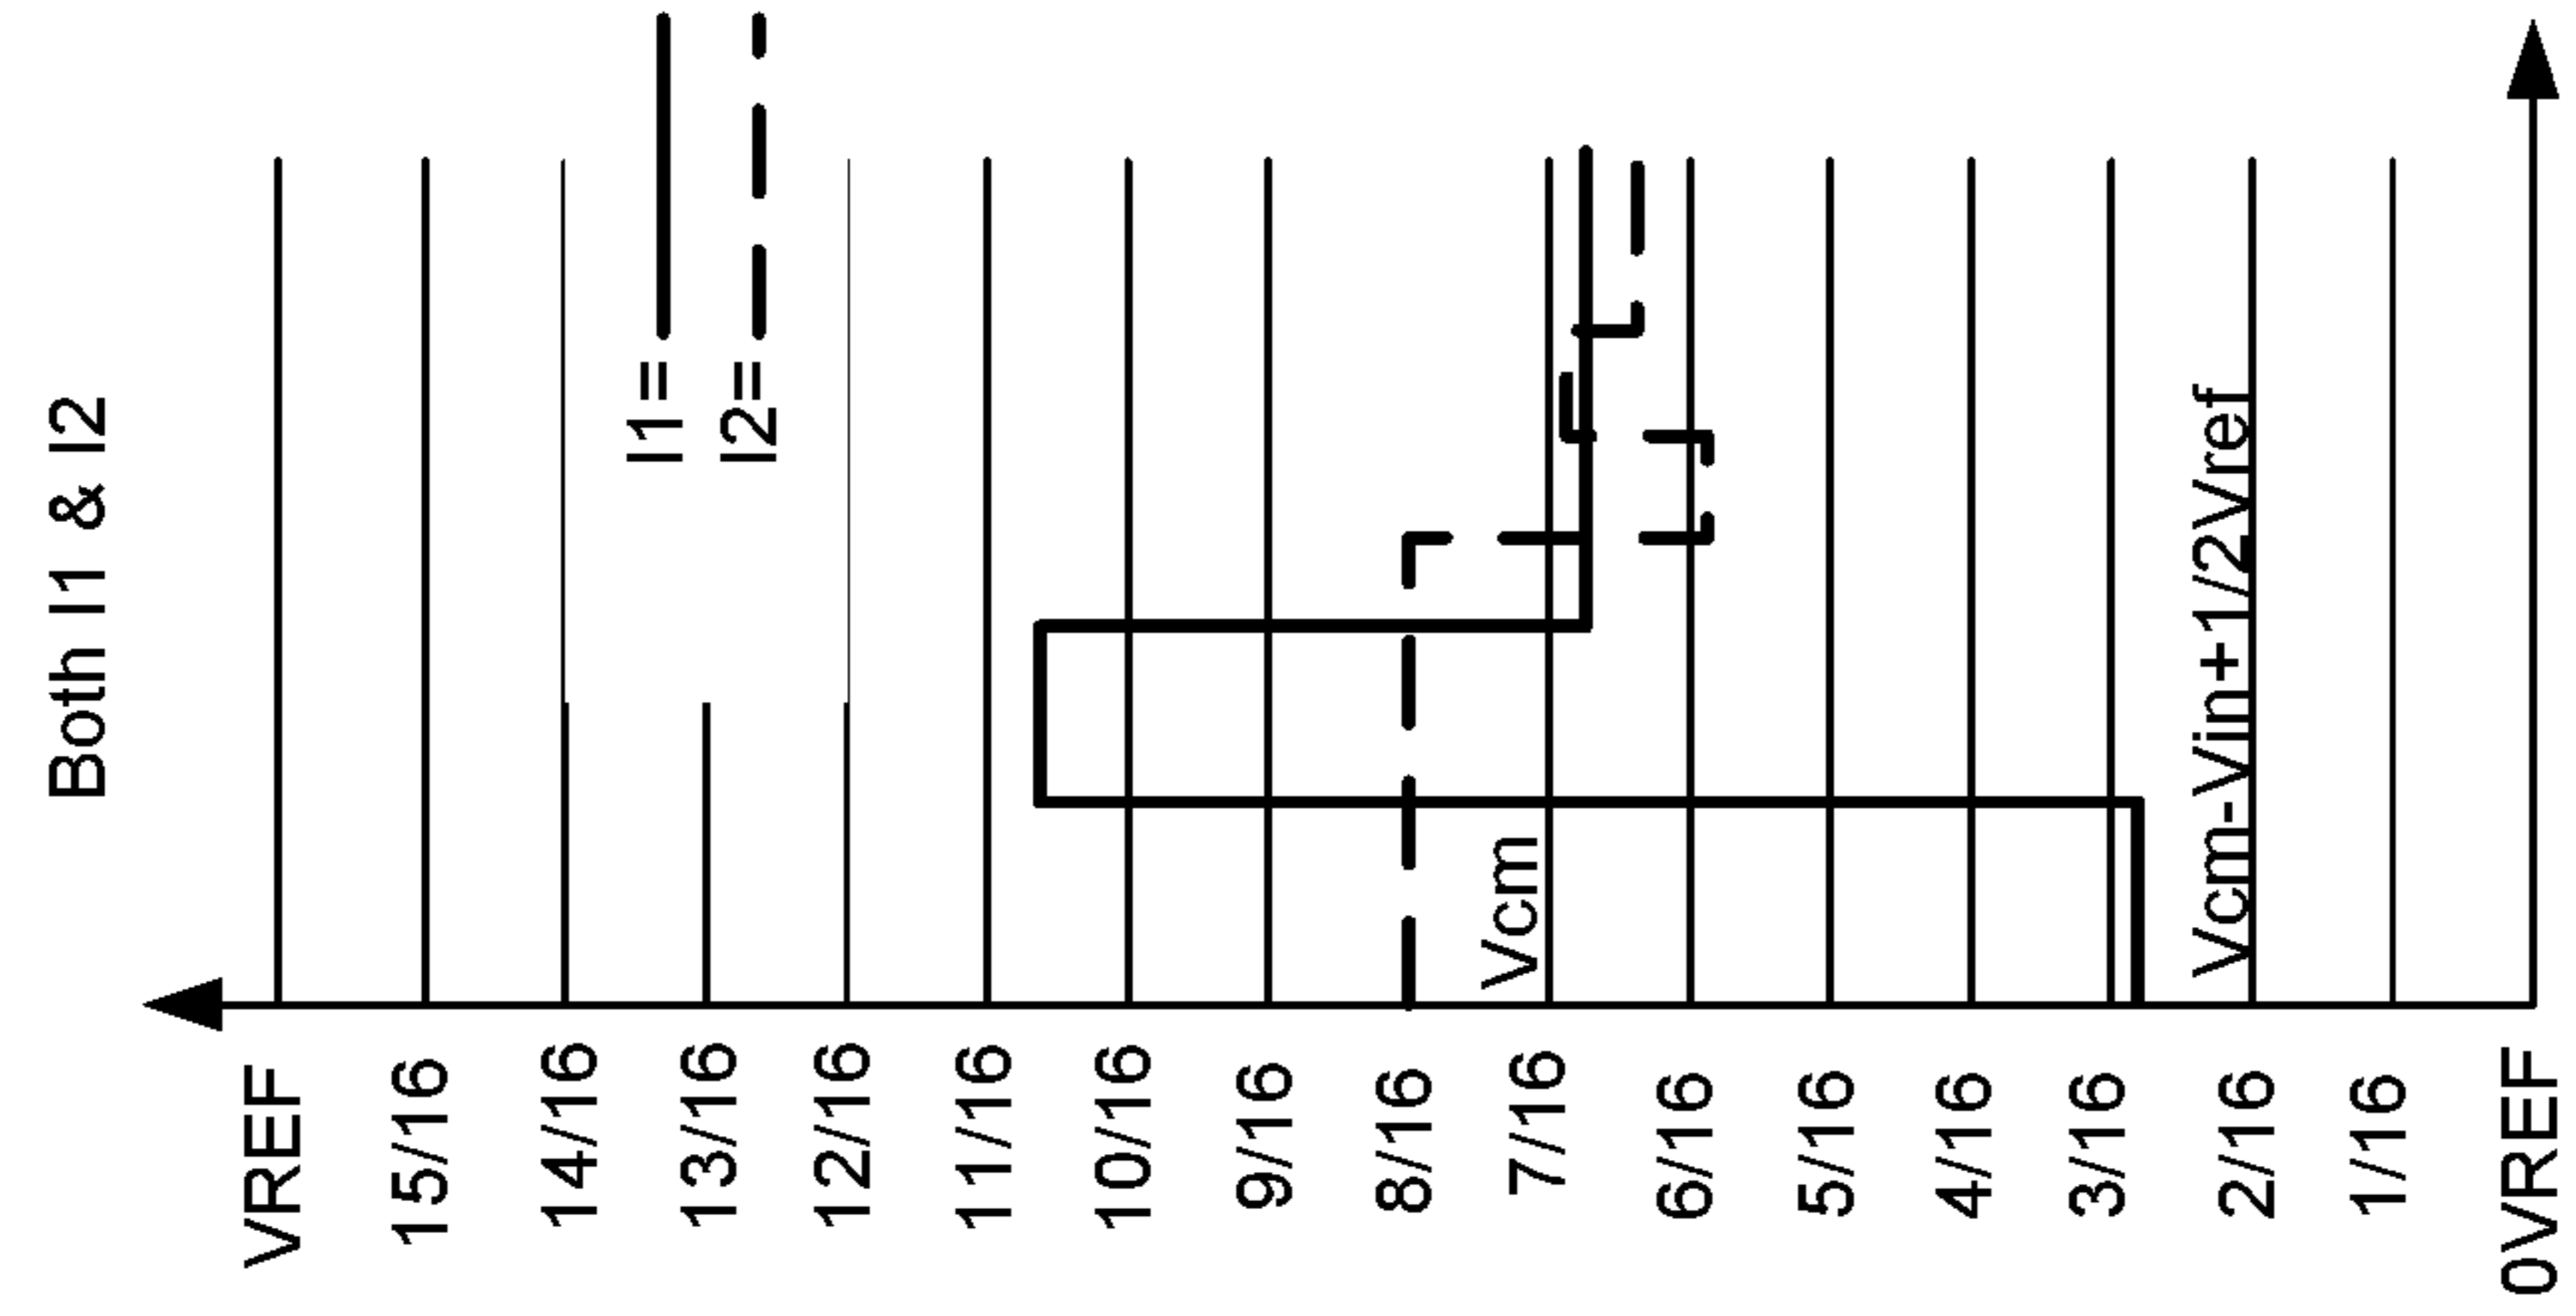 Both I1 & I2
VREF
15/16
14/16
I1=
13/16
I2=
12/16
11/16
10/16
9/16
8/16
Vcm
7/16
6/16
5/16
4/16
3/16
Vcm-Vin+1/2Vref
2/16
1/16
0VREF